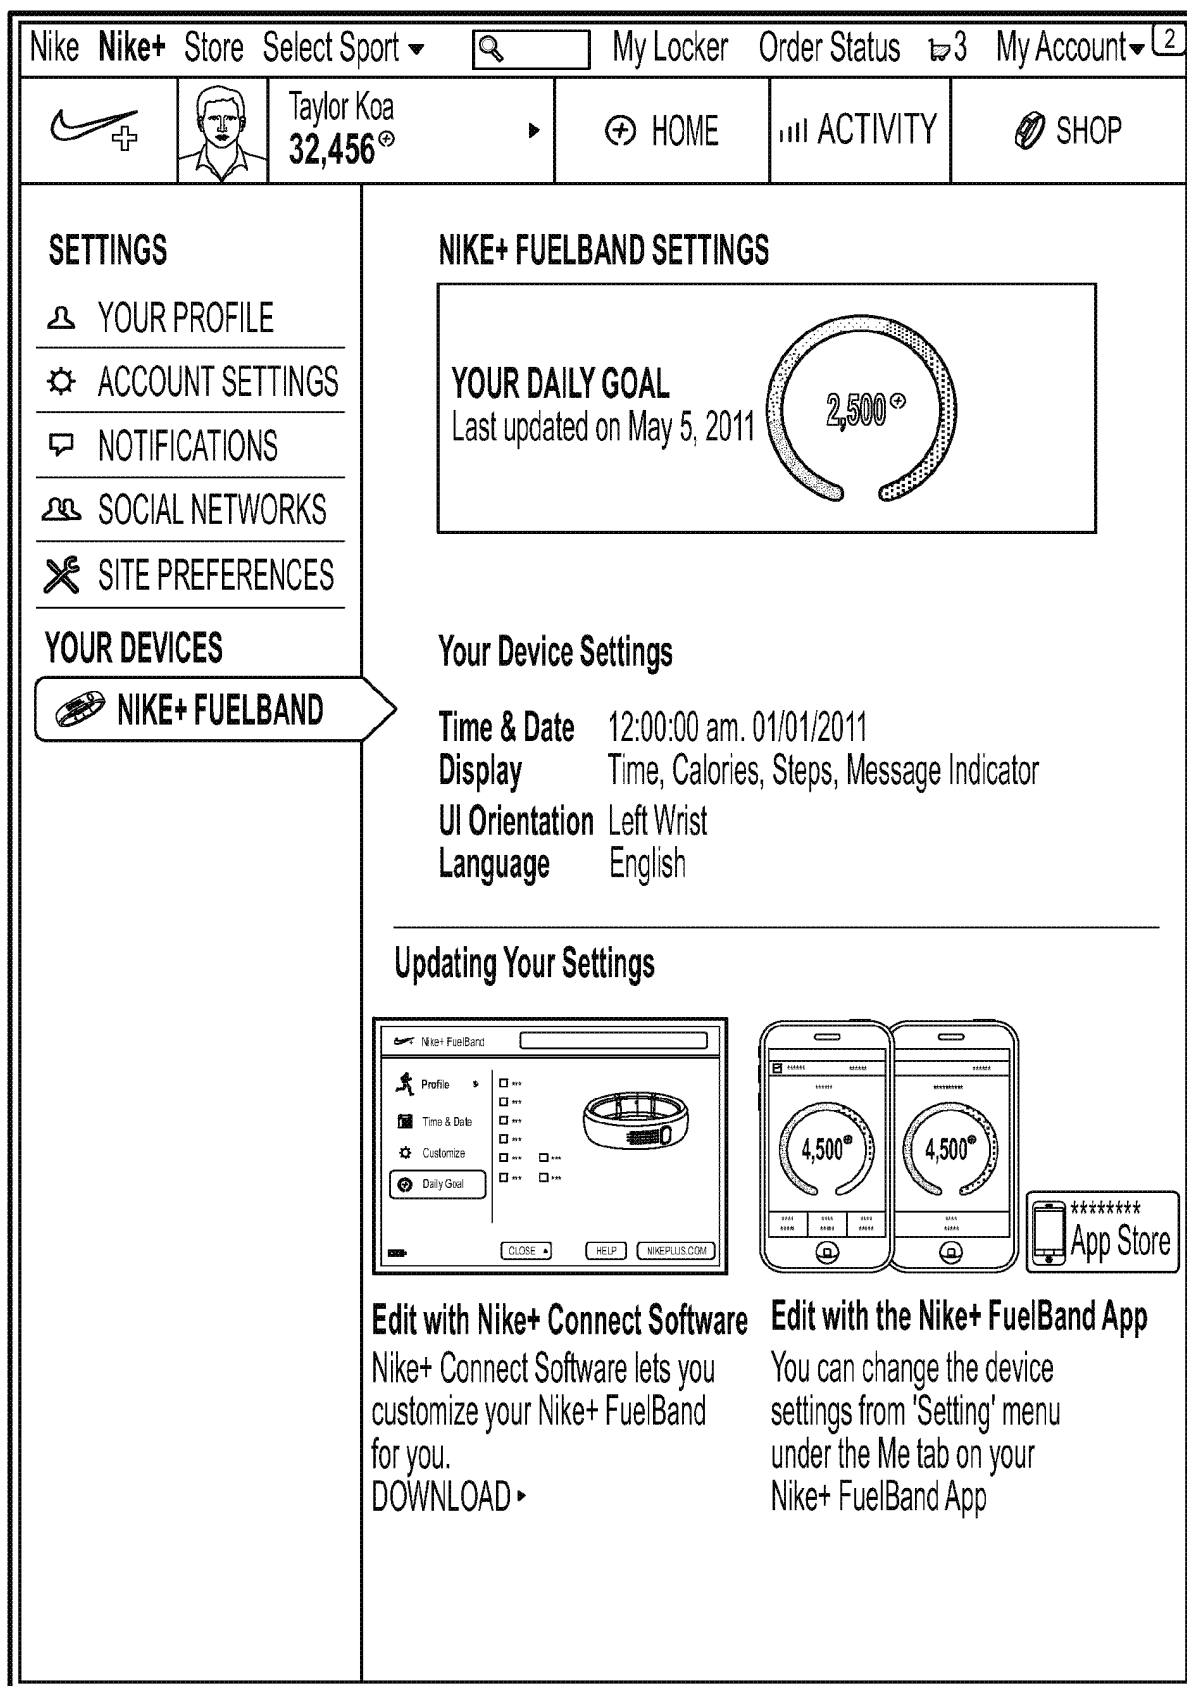 Nike Nike+ Store Select Sport My Locker Order Status 3 My Account 2
Taylor Koa
32,456
HOME
ACTIVITY
SHOP
SETTINGS
YOUR PROFILE
ACCOUNT SETTINGS
NOTIFICATIONS
SOCIAL NETWORKS
SITE PREFERENCES
YOUR DEVICES
NIKE+ FUELBAND
NIKE+ FUELBAND SETTINGS
YOUR DAILY GOAL
Last updated on May 5, 2011
2,500
Your Device Settings
Time & Date 12:00:00 am. 01/01/2011
Display Time, Calories, Steps, Message Indicator
UI Orientation Left Wrist
Language English
Updating Your Settings
Nike+ FuelBand
Profile
Time & Date
Customize
Daily Goal
***
***
***
***
*** ***
*** ***
CLOSE HELP NIKEPLUS.COM
4,500
4,500
********
App Store
Edit with Nike+ Connect Software
Nike+ Connect Software lets you
customize your Nike+ FuelBand
for you.
DOWNLOAD
Edit with the Nike+ FuelBand App
You can change the device
settings from 'Setting' menu
under the Me tab on your
Nike+ FuelBand App